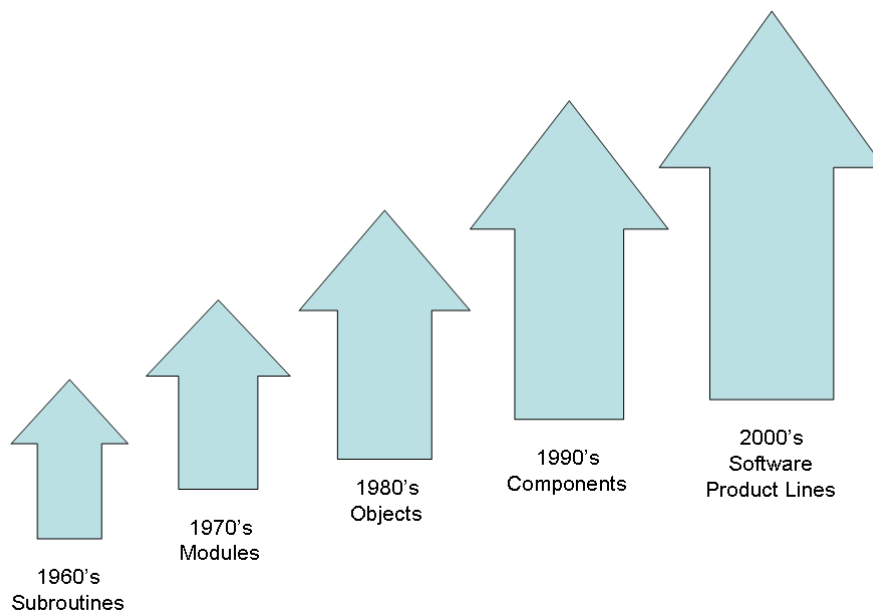 1960’s
Subroutines
1970’s
Modules
1980’s
Objects
1990’s
Components
2000’s
Software
Product Lines